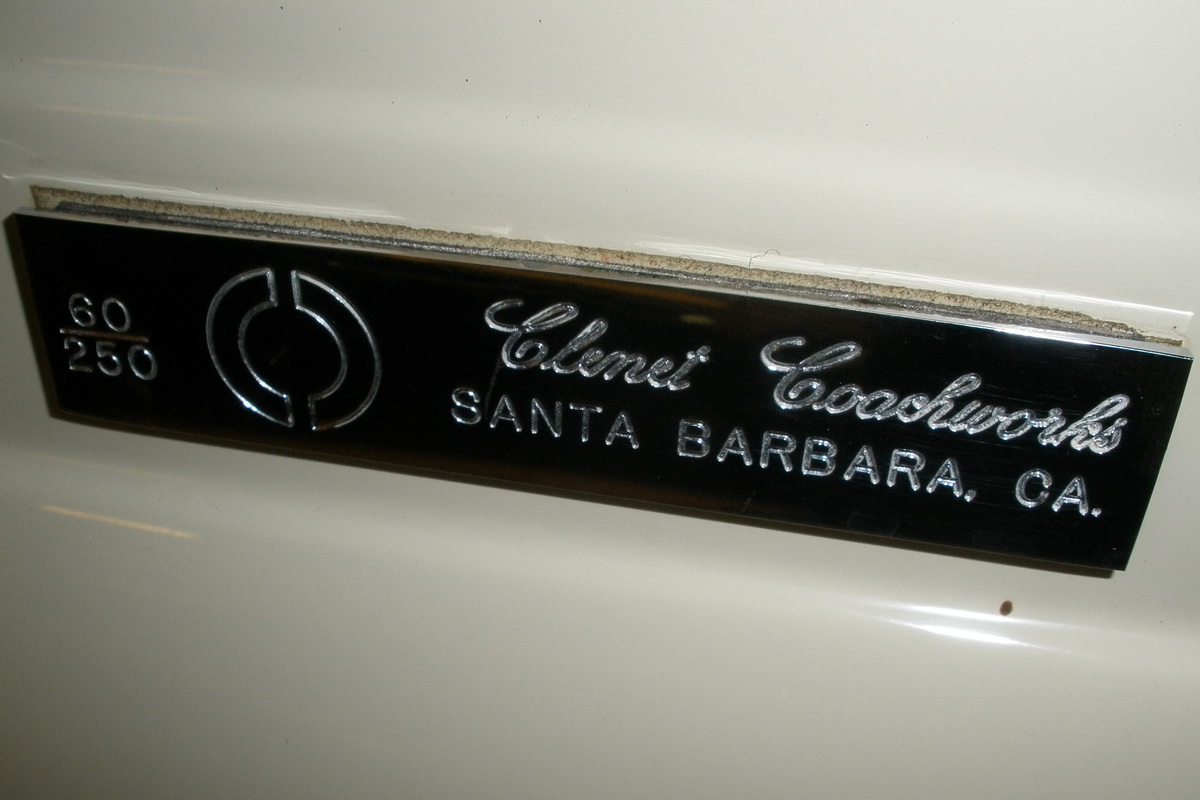 60
250
Clenet Coachworks
SANTA BARBARA, CA.